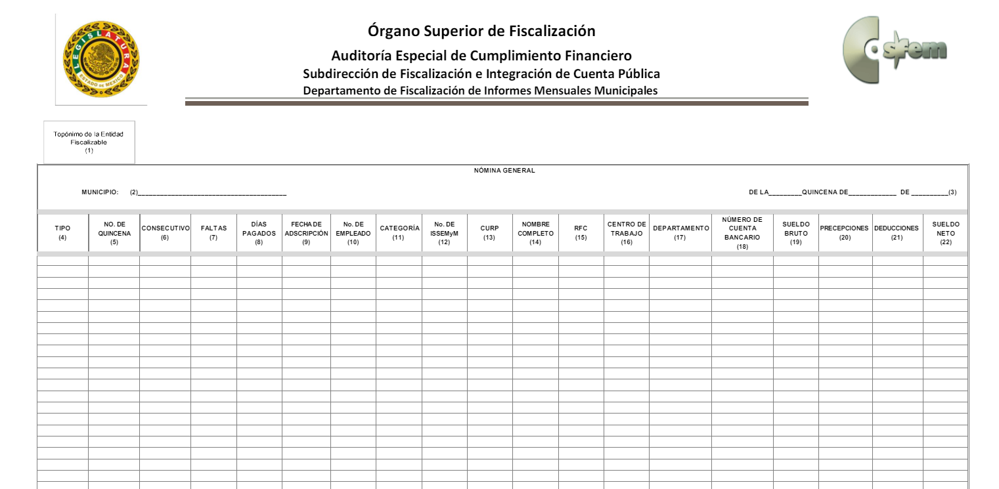 Órgano Superior de Fiscalización
Auditoría Especial de Cumplimiento Financiero
Subdirección de Fiscalización e Integración de Cuenta Pública
Departamento de Fiscalización de Informes Mensuales Municipales
LEGISLATURA
ESTADO DE MEXICO
osfem
Topónimo de la Entidad
Fiscalizable
(1)
NÓMINA GENERAL
MUNICIPIO: (2)________________________________________
DE LA_________QUINCENA DE_____________ DE __________(3)
TIPO
(4)
NO. DE
QUINCENA
(5)
CONSECUTIVO
(6)
FALTAS
(7)
DÍAS
PAGADOS
(8)
FECHA DE
ADSCRIPCIÓN
(9)
No. DE
EMPLEADO
(10)
CATEGORÍA
(11)
No. DE
ISSEMyM
(12)
CURP
(13)
NOMBRE
COMPLETO
(14)
RFC
(15)
CENTRO DE
TRABAJO
(16)
DEPARTAMENTO
(17)
NÚMERO DE
CUENTA
BANCARIO
(18)
SUELDO
BRUTO
(19)
PRECEPCIONES
(20)
DEDUCCIONES
(21)
SUELDO
NETO
(22)